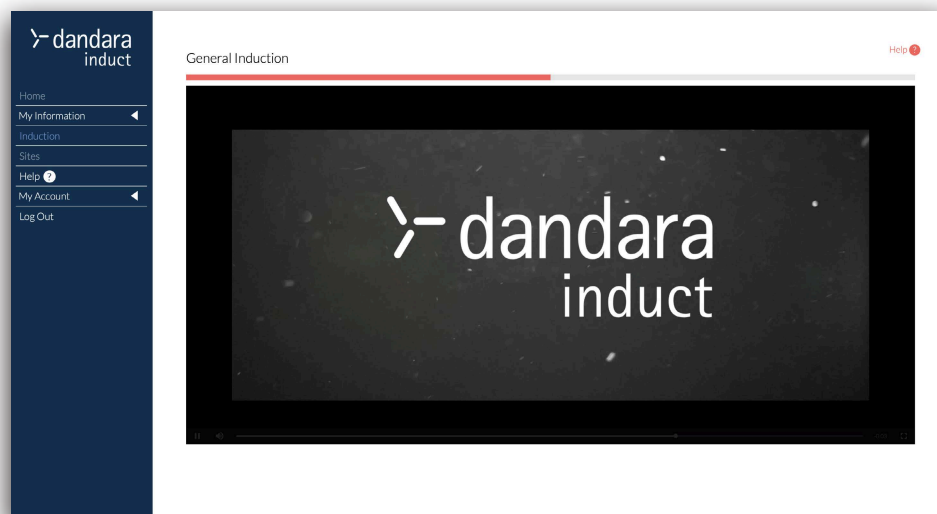 dandara
induct
Home
My Information
Induction
Sites
Help ?
My Account
Log Out
General Induction
Help ?
dandara
induct